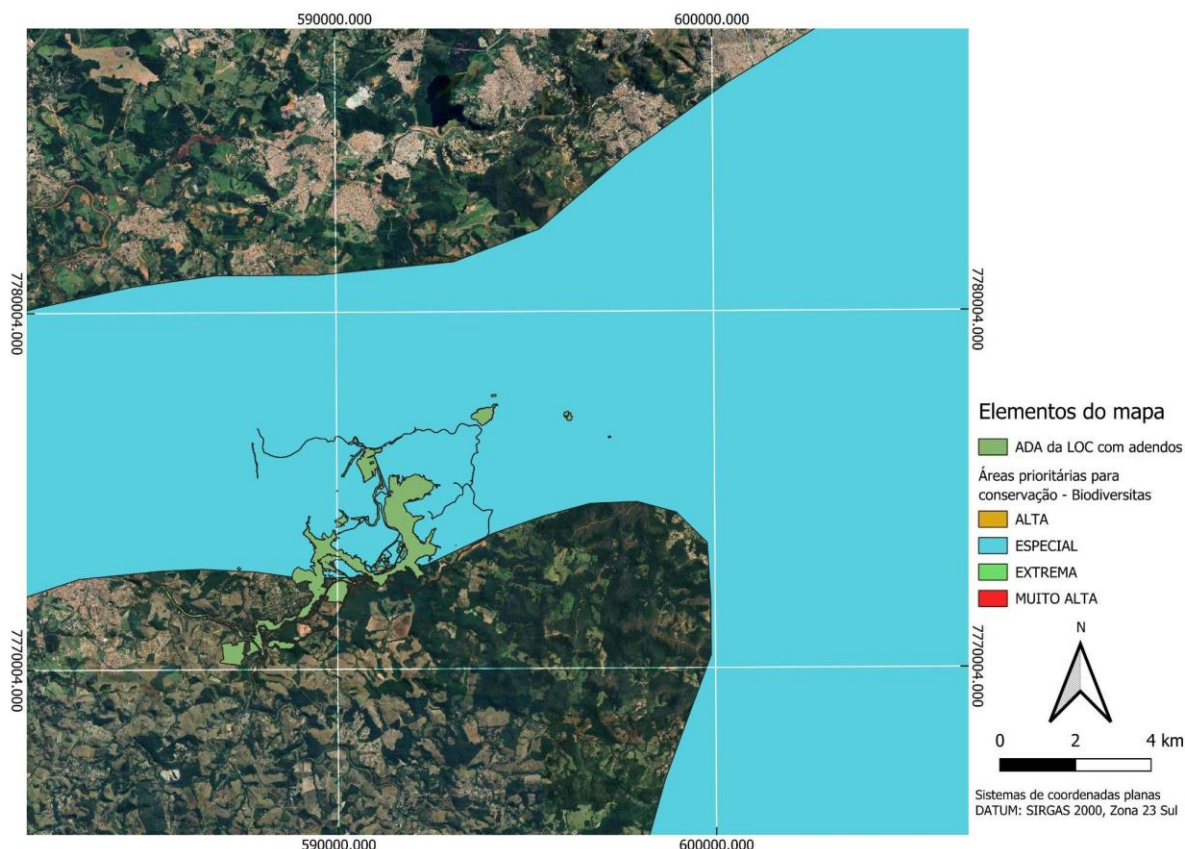 590000.000
600000.000
7780004.000
7780004.000
7770004.000
7770004.000
Elementos do mapa
ADA da LOC com adendos
Áreas prioritárias para
conservação - Biodiversitas
ALTA
ESPECIAL
EXTREMA
MUITO ALTA
N
0 2 4 km
Sistemas de coordenadas planas
DATUM: SIRGAS 2000, Zona 23 Sul
590000.000
600000.000